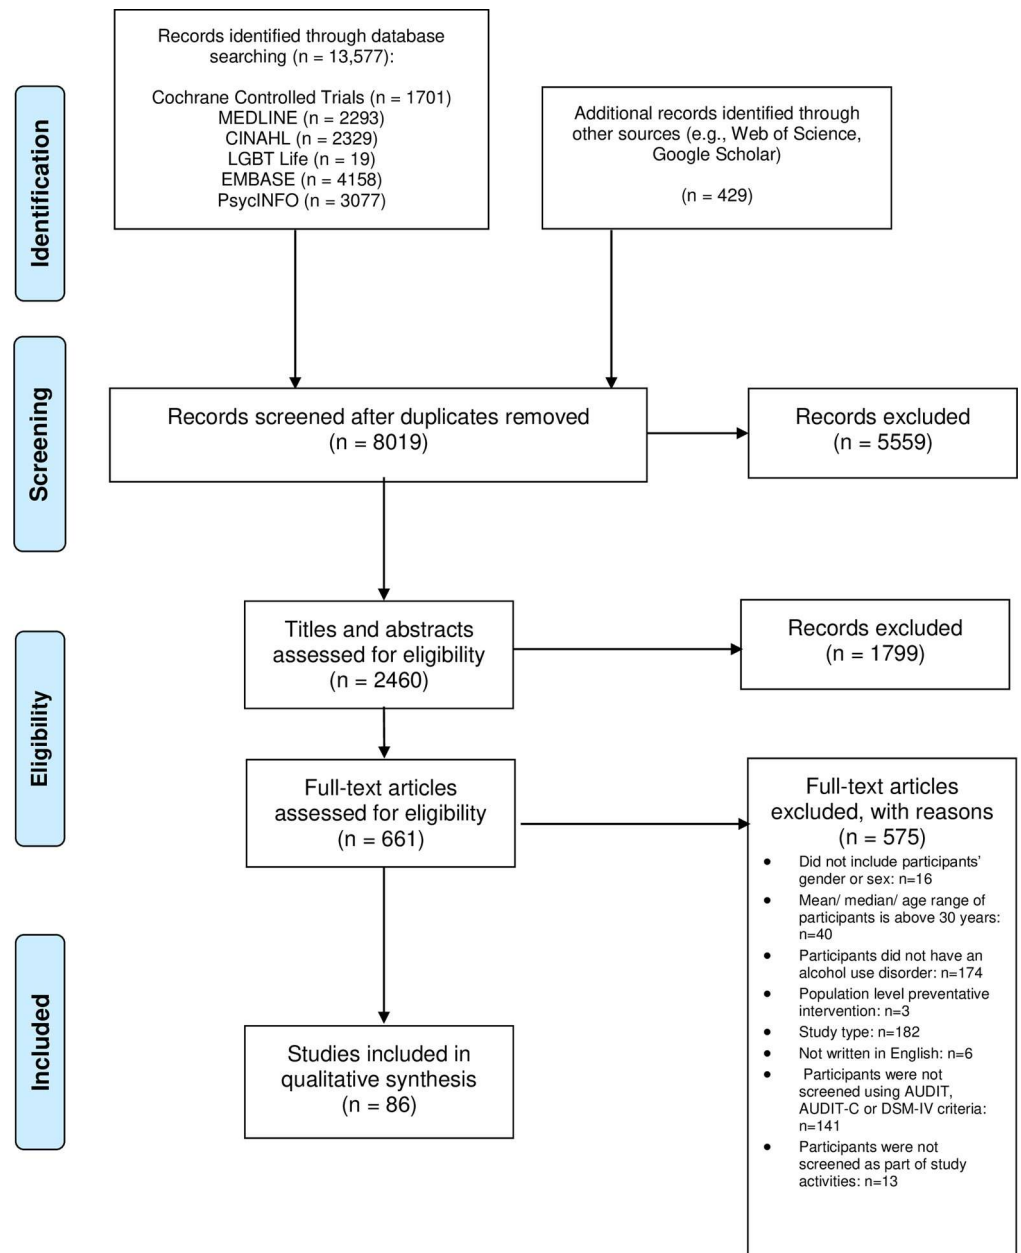 Identification
Records identified through database
searching (n = 13,577):
Cochrane Controlled Trials (n = 1701)
MEDLINE (n = 2293)
CINAHL (n = 2329)
LGBT Life (n = 19)
EMBASE (n = 4158)
PsycINFO (n = 3077)
Additional records identified through
other sources (e.g., Web of Science,
Google Scholar)
(n = 429)
Screening
Records screened after duplicates removed
(n = 8019)
Records excluded
(n = 5559)
Eligibility
Titles and abstracts
assessed for eligibility
(n = 2460)
Records excluded
(n = 1799)
Full-text articles
assessed for eligibility
(n = 661)
Full-text articles
excluded, with reasons
(n = 575)
• Did not include participants'
gender or sex: n=16
• Mean/ median/ age range of
participants is above 30 years:
n=40
• Participants did not have an
alcohol use disorder: n=174
• Population level preventative
intervention: n=3
• Study type: n=182
• Not written in English: n=6
• Participants were not
screened using AUDIT,
AUDIT-C or DSM-IV criteria:
n=141
• Participants were not
screened as part of study
activities: n=13
Included
Studies included in
qualitative synthesis
(n = 86)